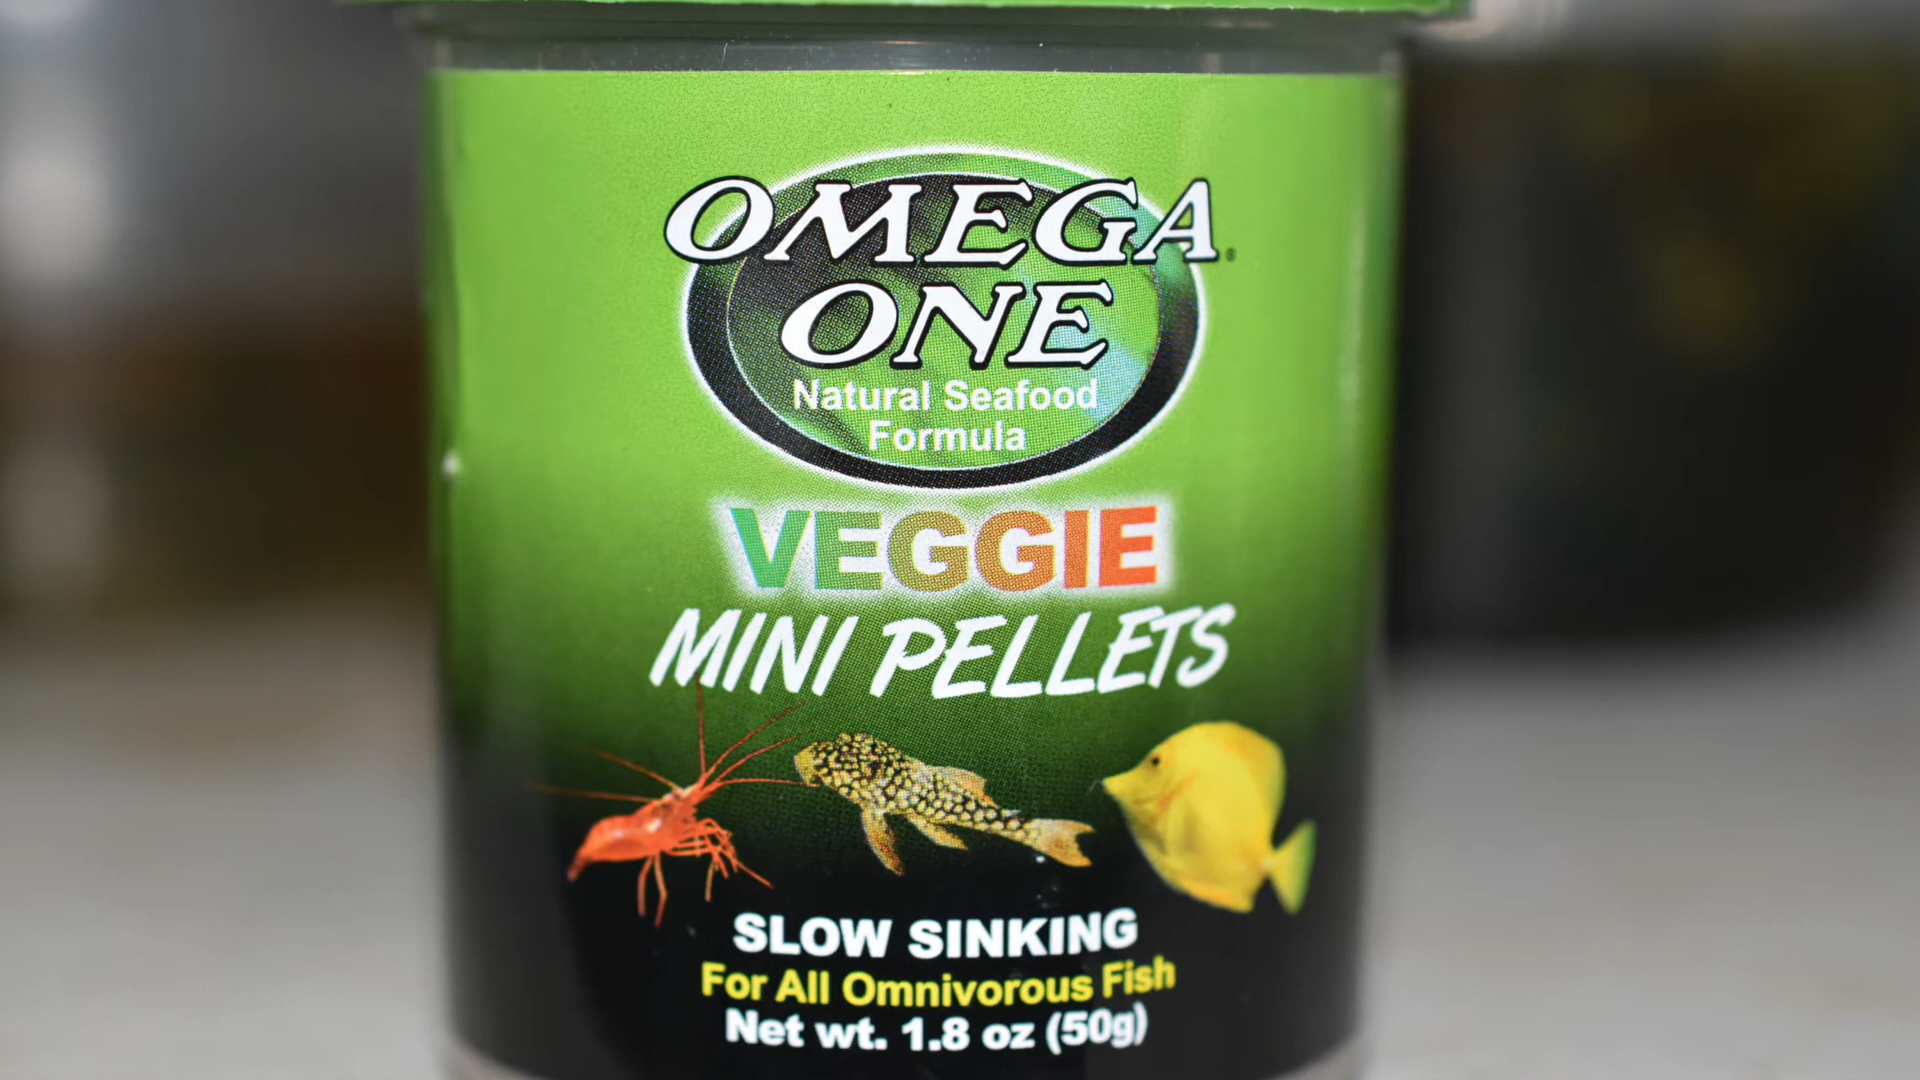 OMEGA
ONE
Natural Seafood
Formula
VEGGIE
MINI PELLETS
SLOW SINKING
For All Omnivorous Fish
Net wt. 1.8 oz (50g)